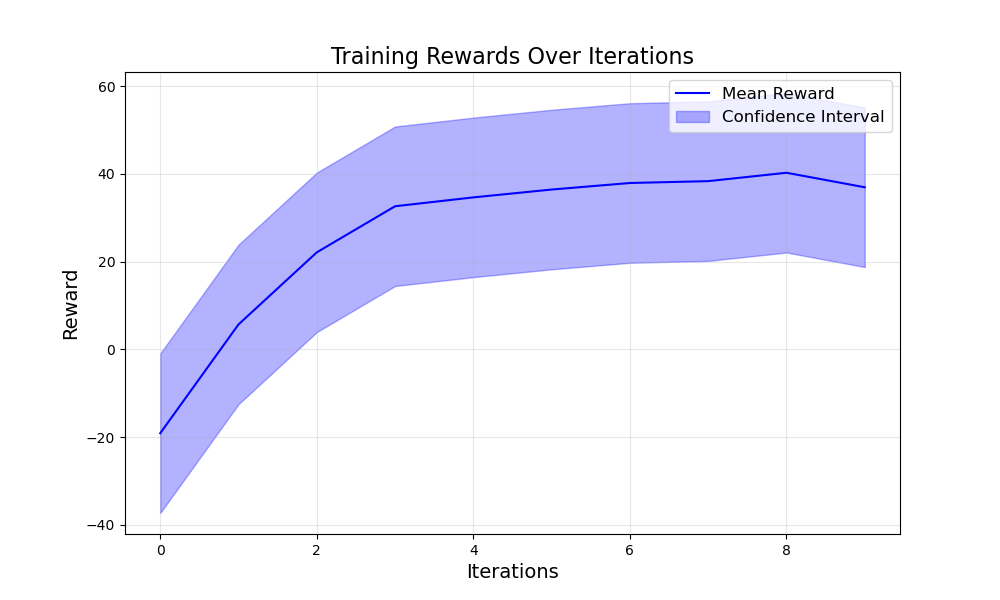 Training Rewards Over Iterations
Mean Reward
Confidence Interval
60
40
20
0
−20
−40
Reward
0 2 4 6 8
Iterations